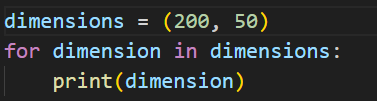 dimensions = (200, 50)
for dimension in dimensions:
    print(dimension)